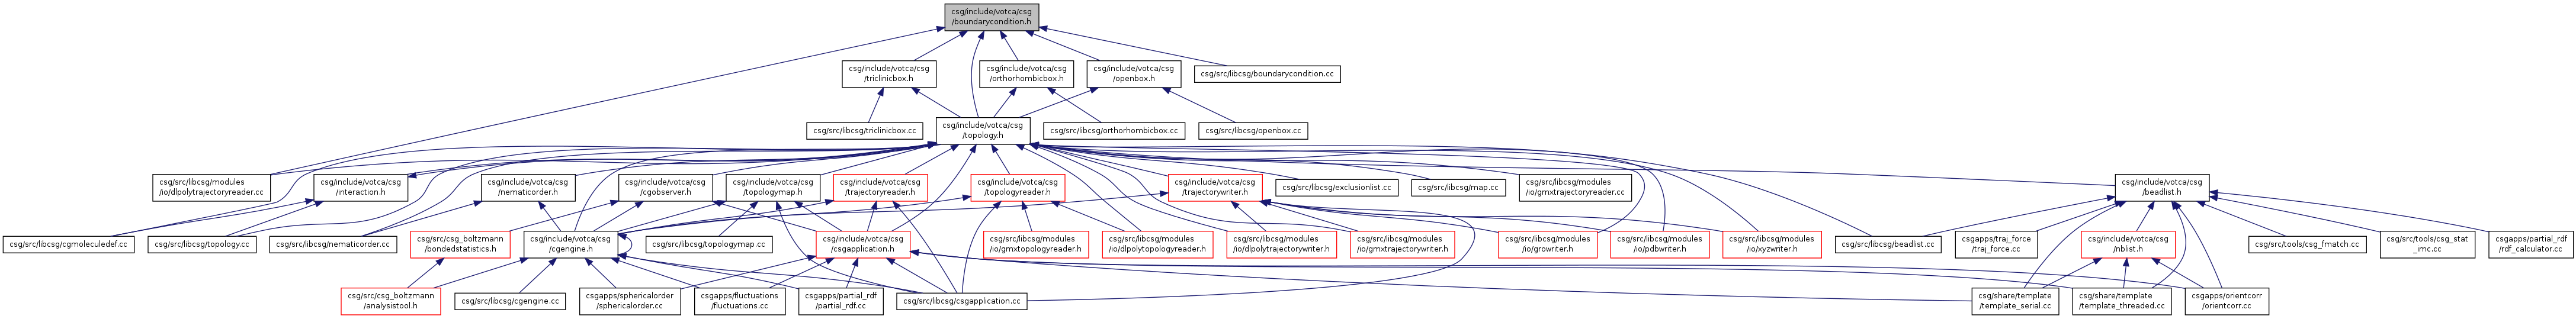 csg/include/votca/csg
/boundarycondition.h
csg/include/votca/csg
/triclinicbox.h
csg/include/votca/csg
/orthorhombicbox.h
csg/include/votca/csg
/openbox.h
csg/src/libcsg/boundarycondition.cc
csg/src/libcsg/triclinicbox.cc
csg/include/votca/csg
/topology.h
csg/src/libcsg/orthorhombicbox.cc
csg/src/libcsg/openbox.cc
csg/src/libcsg/modules
/io/dlpolytrajectoryreader.cc
csg/include/votca/csg
/interaction.h
csg/include/votca/csg
/nematicorder.h
csg/include/votca/csg
/cgobserver.h
csg/include/votca/csg
/topologymap.h
csg/include/votca/csg
/trajectoryreader.h
csg/include/votca/csg
/topologyreader.h
csg/include/votca/csg
/trajectorywriter.h
csg/src/libcsg/exclusionlist.cc
csg/src/libcsg/map.cc
csg/src/libcsg/modules
/io/gmxtrajectoryreader.cc
csg/include/votca/csg
/beadlist.h
csg/src/libcsg/cgmoleculedef.cc
csg/src/libcsg/topology.cc
csg/src/libcsg/nematicorder.cc
csg/src/csg_boltzmann
/bondedstatistics.h
csg/include/votca/csg
/cgengine.h
csg/src/libcsg/topologymap.cc
csg/include/votca/csg
/csgapplication.h
csg/src/libcsg/modules
/io/gmxtopologyreader.h
csg/src/libcsg/modules
/io/dlpolytopologyreader.h
csg/src/libcsg/modules
/io/dlpolytrajectorywriter.h
csg/src/libcsg/modules
/io/gmxtrajectorywriter.h
csg/src/libcsg/modules
/io/growriter.h
csg/src/libcsg/modules
/io/pdbwriter.h
csg/src/libcsg/modules
/io/xyzwriter.h
csg/src/libcsg/beadlist.cc
csgapps/traj_force
/traj_force.cc
csg/include/votca/csg
/nblist.h
csg/src/tools/csg_fmatch.cc
csg/src/tools/csg_stat
_imc.cc
csgapps/partial_rdf
/rdf_calculator.cc
csg/src/csg_boltzmann
/analysistool.h
csg/src/libcsg/cgengine.cc
csgapps/sphericalorder
/sphericalorder.cc
csgapps/fluctuations
/fluctuations.cc
csgapps/partial_rdf
/partial_rdf.cc
csg/src/libcsg/csgapplication.cc
csg/share/template
/template_serial.cc
csg/share/template
/template_threaded.cc
csgapps/orientcorr
/orientcorr.cc